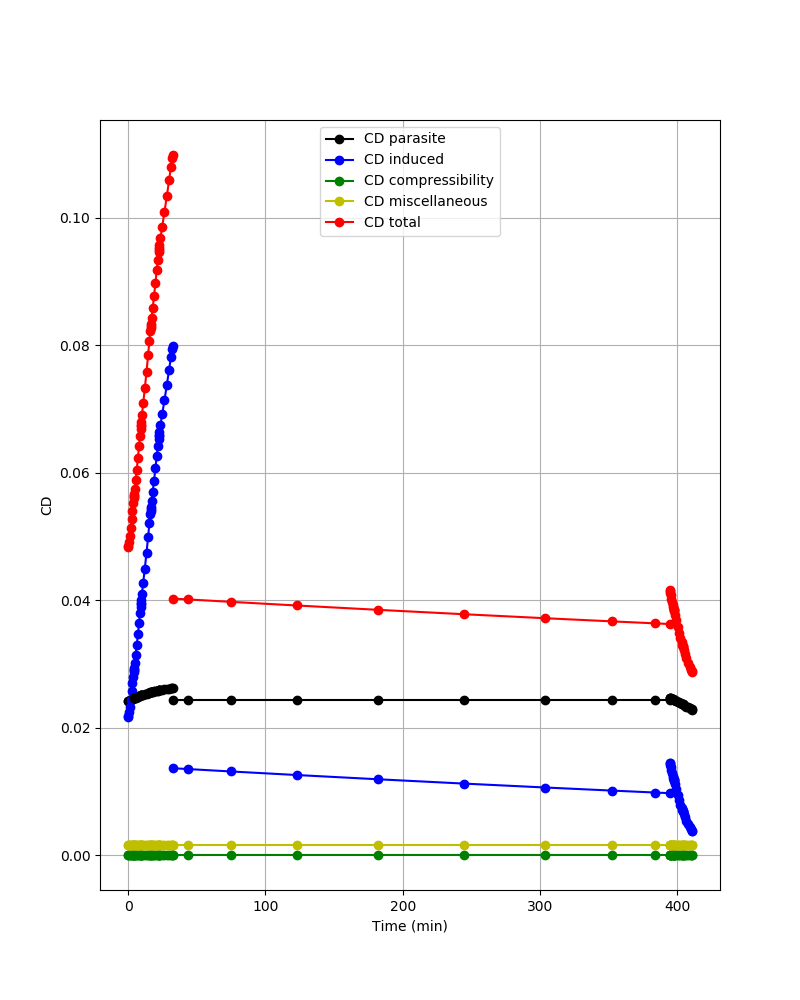 CD parasite
CD induced
CD compressibility
CD miscellaneous
CD total
CD
0.10
0.08
0.06
0.04
0.02
0.00
0 100 200 300 400
Time (min)